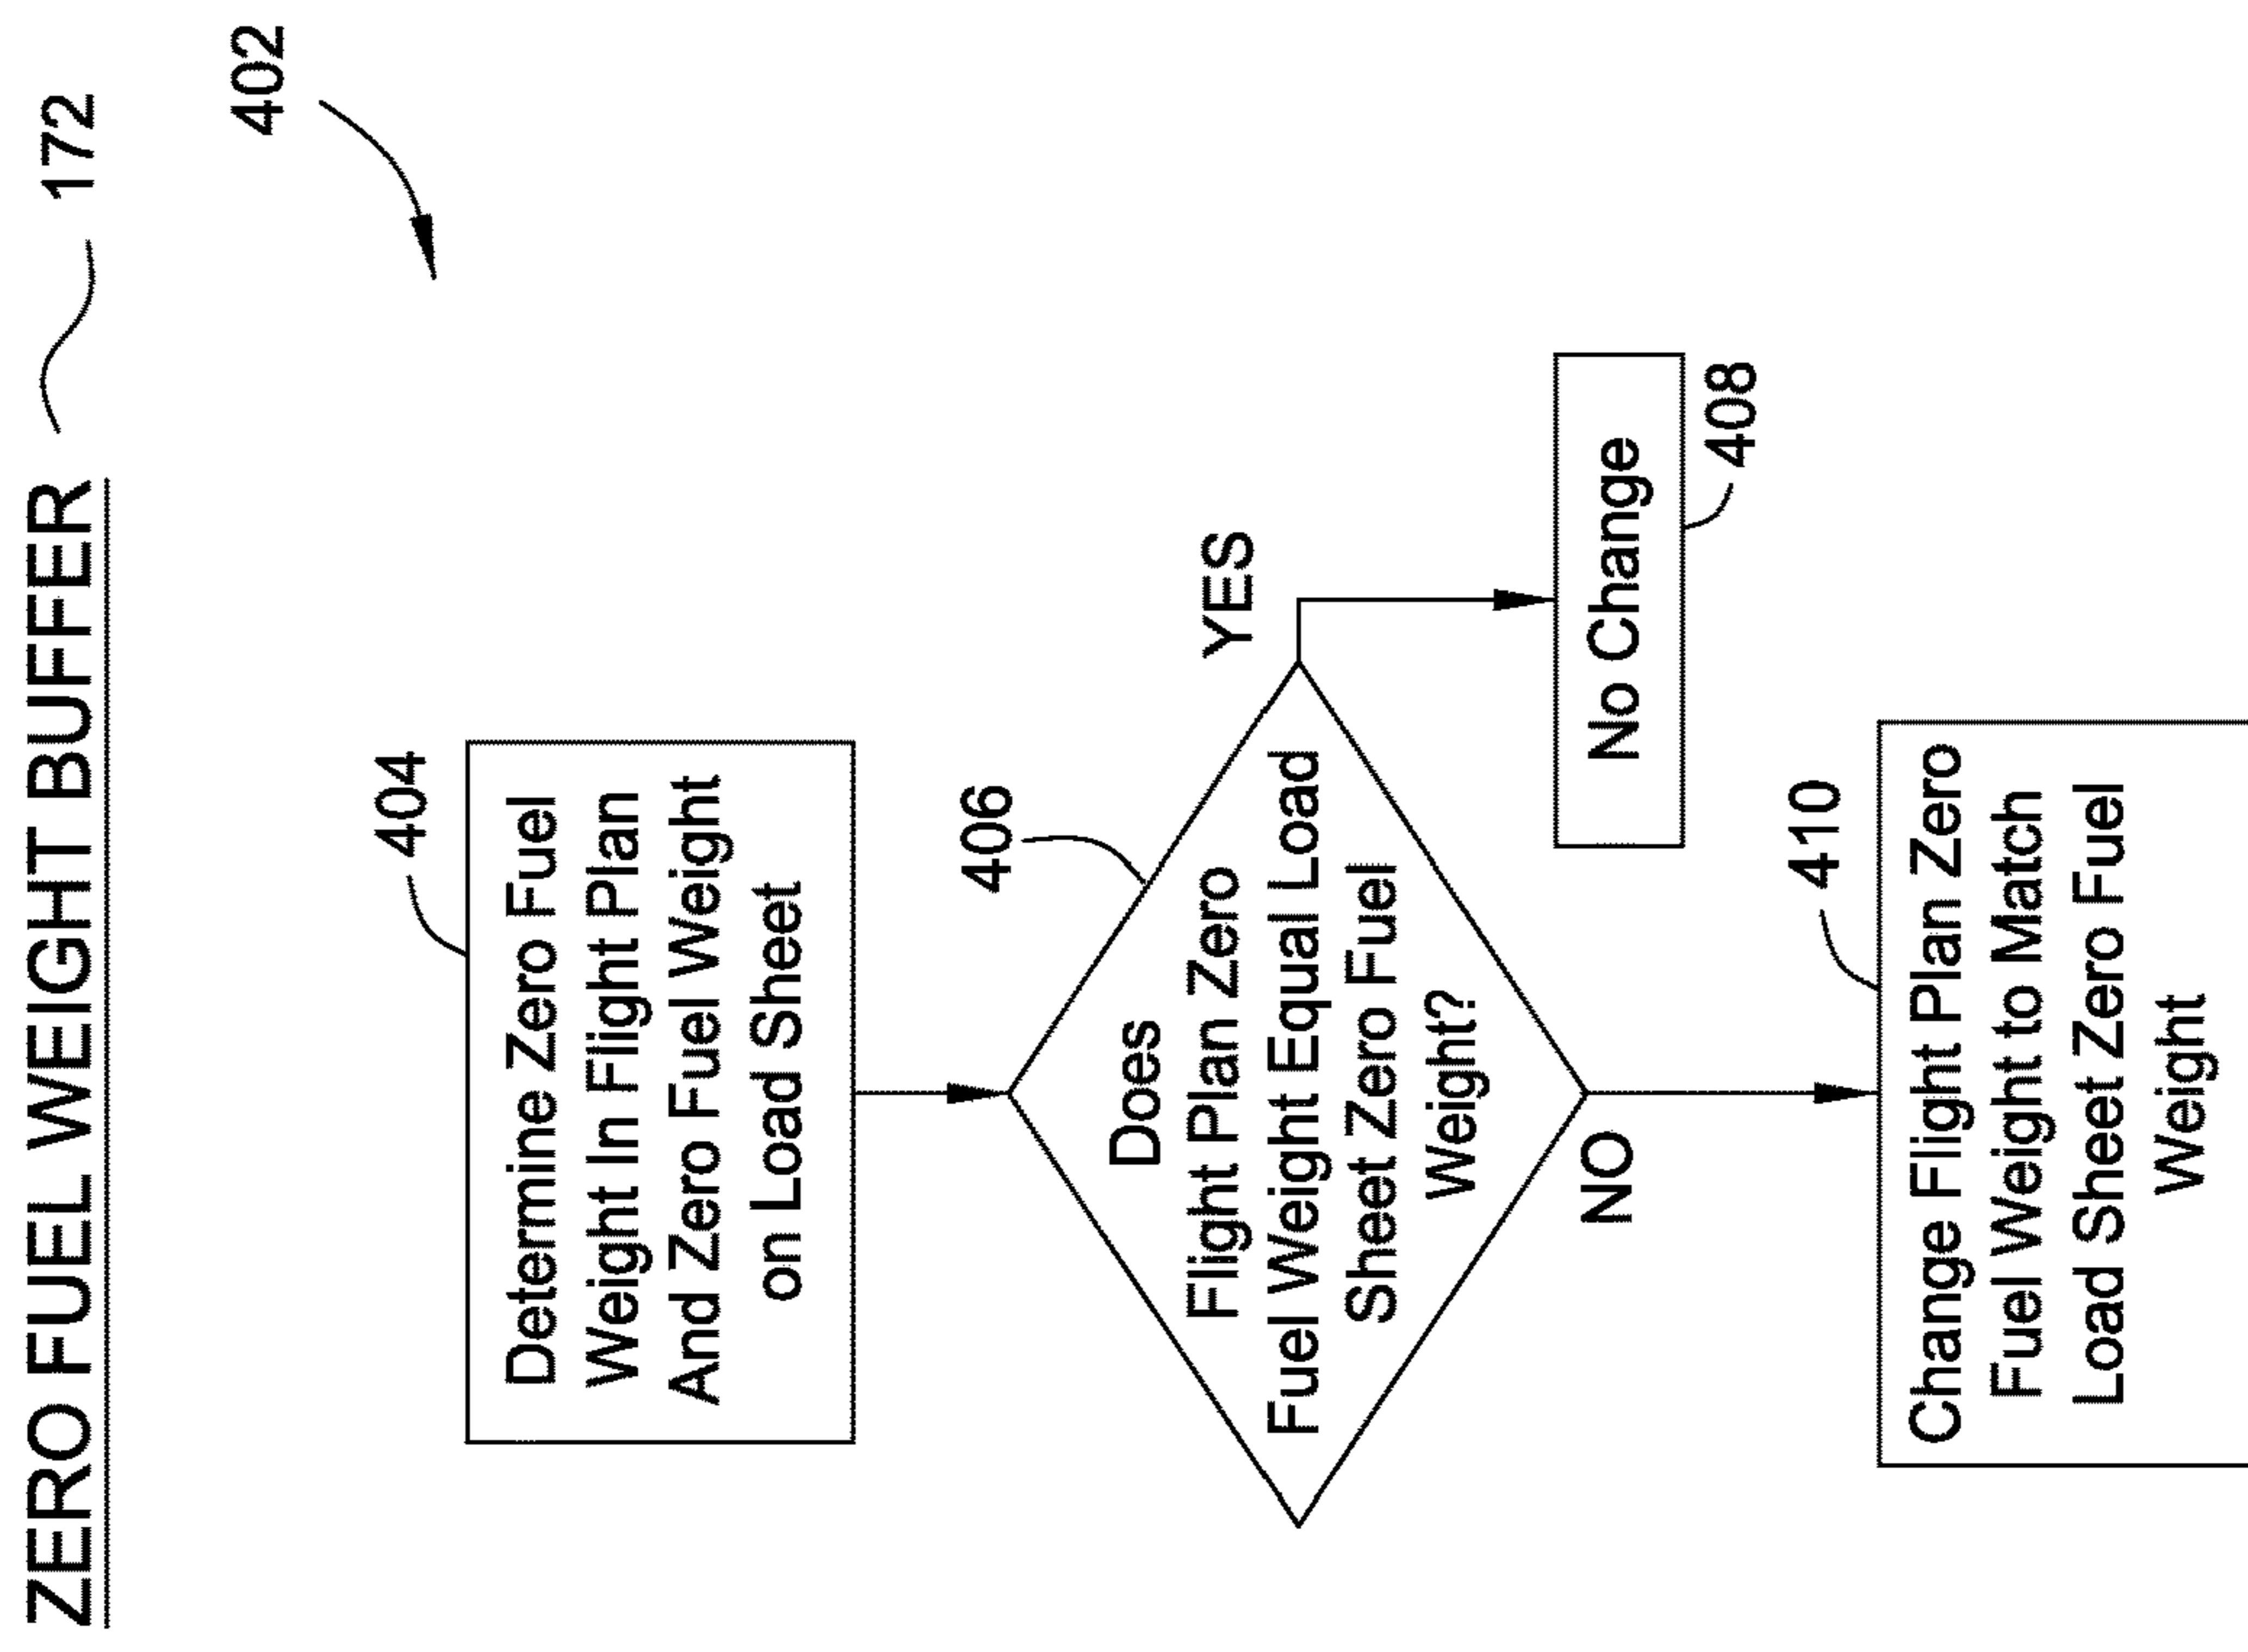 ZERO FUEL WEIGHT BUFFER 172
402
404
Determine Zero Fuel
Weight In Flight Plan
And Zero Fuel Weight
on Load Sheet
406
Does
Flight Plan Zero
Fuel Weight Equal Load
Sheet Zero Fuel
Weight?
YES
NO
No Change
408
410
Change Flight Plan Zero
Fuel Weight to Match
Load Sheet Zero Fuel
Weight